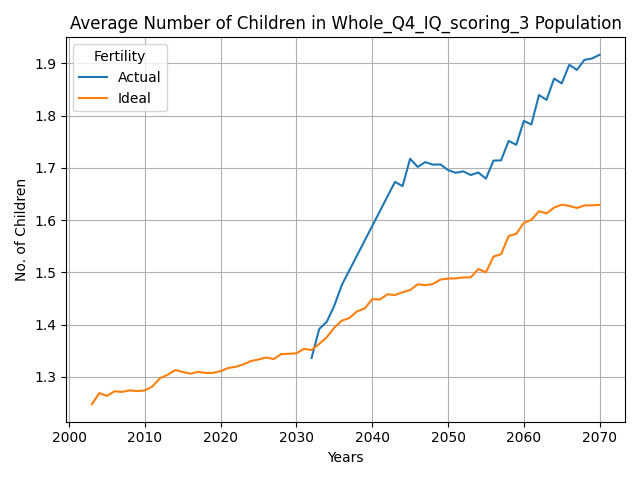 Average Number of Children in Whole_Q4_IQ_scoring_3 Population
Fertility
Actual
Ideal
1.9
1.8
1.7
1.6
1.5
1.4
1.3
No. of Children
2000 2010 2020 2030 2040 2050 2060 2070
Years